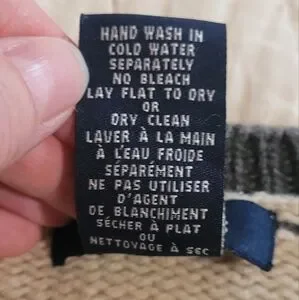 HAND WASH IN
COLD WATER
SEPARATELY
NO BLEACH
LAY FLAT TO DRY
OR
DRY CLEAN
LAVER À LA MAIN
À L'EAU FROIDE
SÉPARÉMENT
NE PAS UTILISER
D'AGENT
DE BLANCHIMENT
SÉCHER À PLAT
OU
NETTOYAGE À SEC